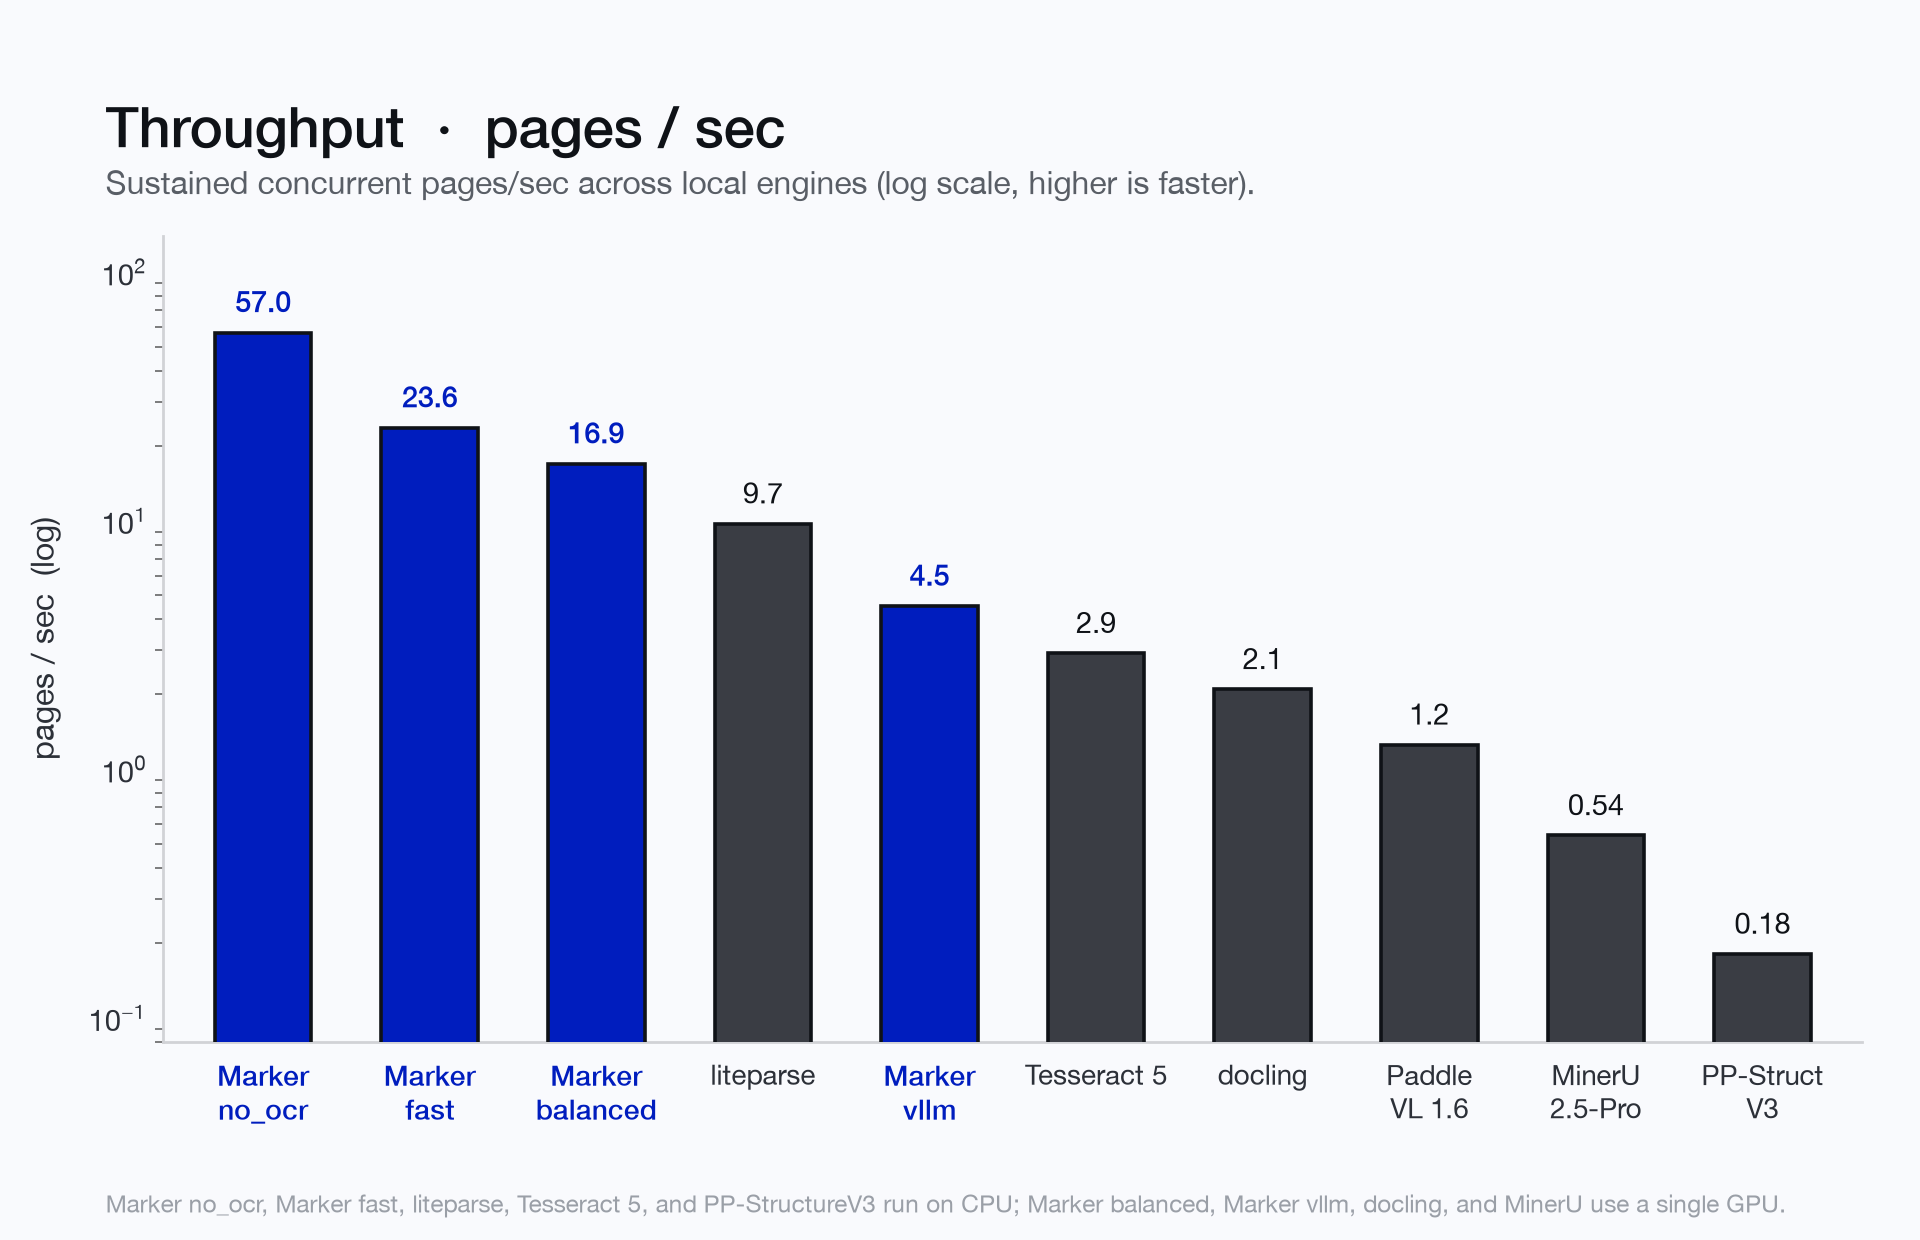 Throughput · pages / sec
Sustained concurrent pages/sec across local engines (log scale, higher is faster).
pages / sec (log)
10²
10¹
10⁰
10⁻¹
57.0
23.6
16.9
9.7
4.5
2.9
2.1
1.2
0.54
0.18
Marker
no_ocr
Marker
fast
Marker
balanced
liteparse
Marker
vllm
Tesseract 5
docling
Paddle
VL 1.6
MinerU
2.5-Pro
PP-Struct
V3
Marker no_ocr, Marker fast, liteparse, Tesseract 5, and PP-StructureV3 run on CPU; Marker balanced, Marker vllm, docling, and MinerU use a single GPU.